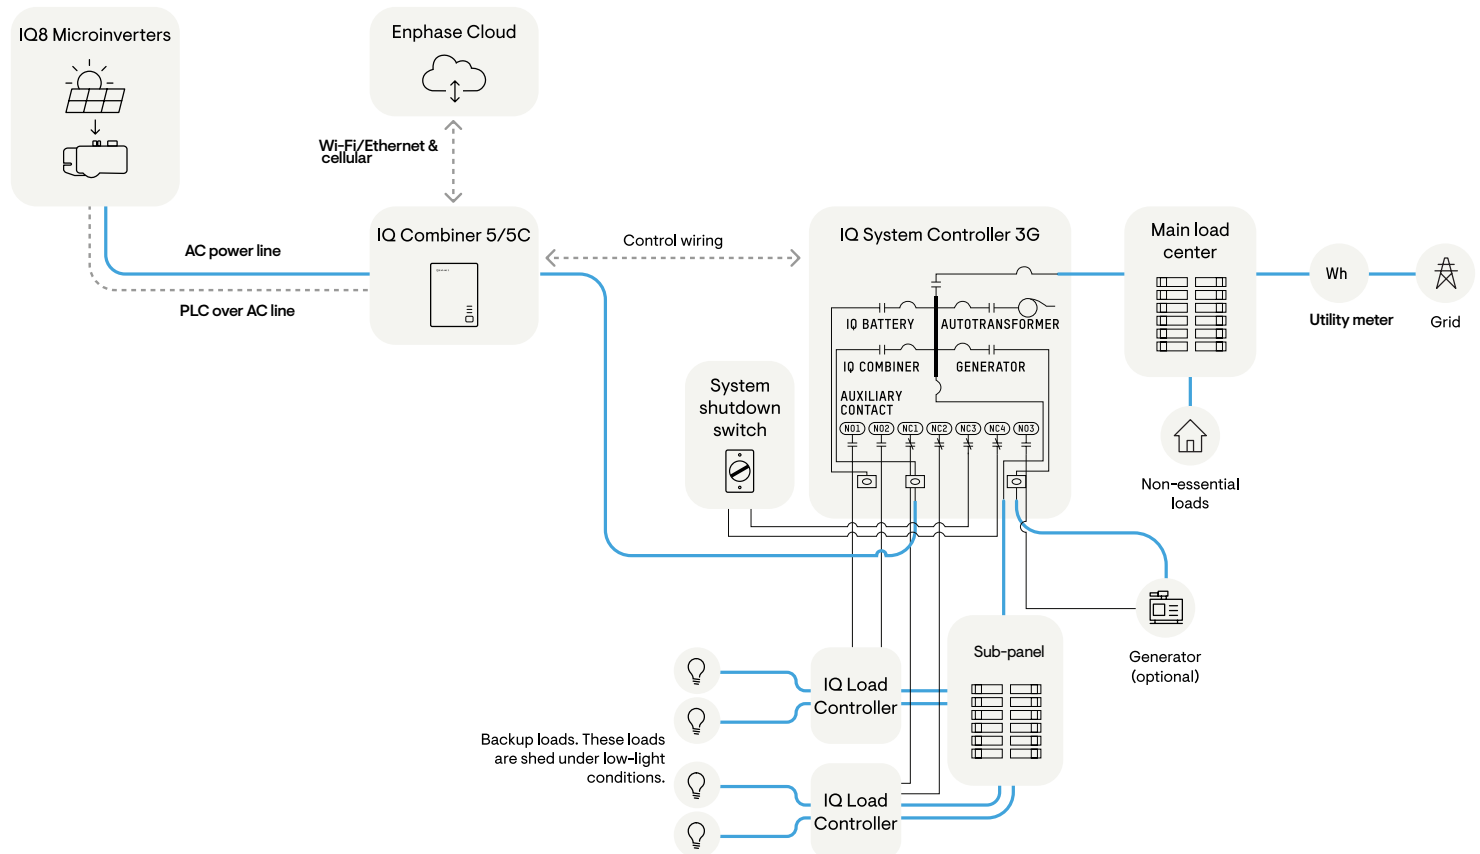 IQ8 Microinverters
Enphase Cloud
Wi-Fi/Ethernet &
cellular
AC power line
PLC over AC line
IQ Combiner 5/5C
Control wiring
IQ System Controller 3G
IQ BATTERY
AUTOTRANSFORMER
IQ COMBINER
GENERATOR
AUXILIARY
CONTACT
NO1
NO2
NC1
NC2
NC3
NC4
NO3
Main load
center
Wh
Utility meter
Grid
Non-essential
loads
System
shutdown
switch
Generator
(optional)
Sub-panel
IQ Load
Controller
Backup loads. These loads
are shed under low-light
conditions.
IQ Load
Controller